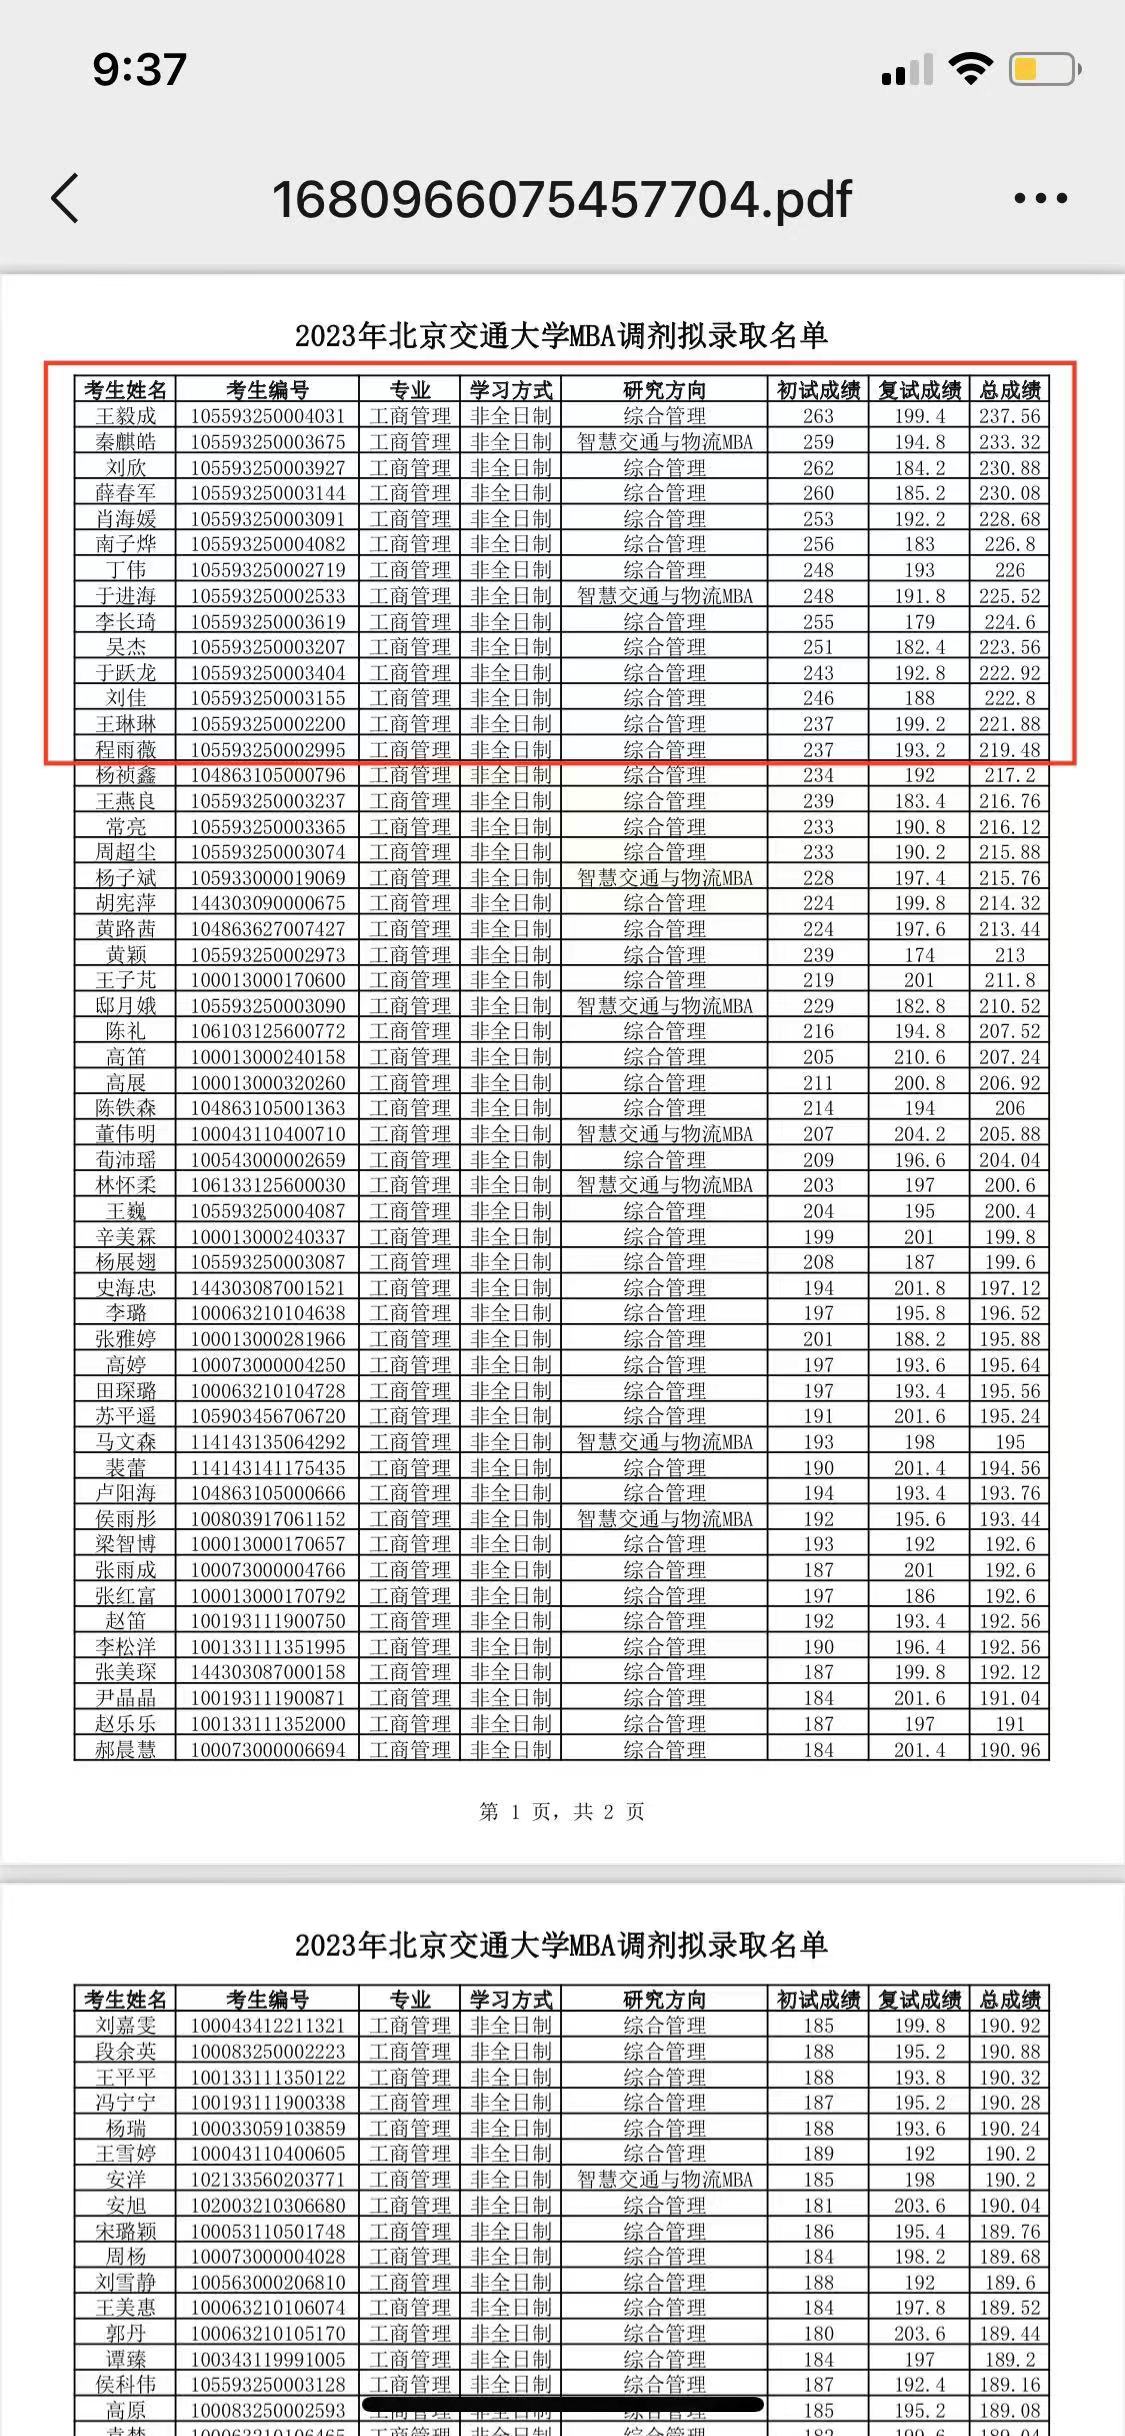 9:37
1680966075457704.pdf
2023年北京交通大学MBA调剂拟录取名单
考生姓名 考生编号 专业 学习方式 研究方向 初试成绩 复试成绩 总成绩
王毅成 105593250004031 工商管理 非全日制 综合管理 263 199.4 237.56
秦麒皓 105593250003675 工商管理 非全日制 智慧交通与物流MBA 259 194.8 233.32
刘欣 105593250003927 工商管理 非全日制 综合管理 262 184.2 230.88
薛春军 105593250003144 工商管理 非全日制 综合管理 260 185.2 230.08
肖海媛 105593250003091 工商管理 非全日制 综合管理 253 192.2 228.68
南子烨 105593250004082 工商管理 非全日制 综合管理 256 183 226.8
丁伟 105593250002719 工商管理 非全日制 综合管理 248 193 226
于进海 105593250002533 工商管理 非全日制 智慧交通与物流MBA 248 191.8 225.52
李长琦 105593250003619 工商管理 非全日制 综合管理 255 179 224.6
吴杰 105593250003207 工商管理 非全日制 综合管理 251 182.4 223.56
于跃龙 105593250003404 工商管理 非全日制 综合管理 243 192.8 222.92
刘佳 105593250003155 工商管理 非全日制 综合管理 246 188 222.8
王琳琳 105593250002200 工商管理 非全日制 综合管理 237 199.2 221.88
程雨薇 105593250002995 工商管理 非全日制 综合管理 237 193.2 219.48
杨祯鑫 104863105000796 工商管理 非全日制 综合管理 234 192 217.2
王燕良 105593250003237 工商管理 非全日制 综合管理 239 183.4 216.76
常亮 105593250003365 工商管理 非全日制 综合管理 233 190.8 216.12
周超尘 105593250003074 工商管理 非全日制 综合管理 233 190.2 215.88
杨子斌 105933000019069 工商管理 非全日制 智慧交通与物流MBA 228 197.4 215.76
胡宪萍 144303090000675 工商管理 非全日制 综合管理 224 199.8 214.32
黄路茜 104863627007427 工商管理 非全日制 综合管理 224 197.6 213.44
黄颖 105593250002973 工商管理 非全日制 综合管理 239 174 213
王子芃 100013000170600 工商管理 非全日制 综合管理 219 201 211.8
邸月娥 105593250003090 工商管理 非全日制 智慧交通与物流MBA 229 182.8 210.52
陈礼 106103125600772 工商管理 非全日制 综合管理 216 194.8 207.52
高笛 100013000240158 工商管理 非全日制 综合管理 205 210.6 207.24
高展 100013000320260 工商管理 非全日制 综合管理 211 200.8 206.92
陈铁森 104863105001363 工商管理 非全日制 综合管理 214 194 206
董伟明 100043110400710 工商管理 非全日制 智慧交通与物流MBA 207 204.2 205.88
荀沛瑶 100543000002659 工商管理 非全日制 综合管理 209 196.6 204.04
林怀柔 106133125600030 工商管理 非全日制 智慧交通与物流MBA 203 197 200.6
王巍 105593250004087 工商管理 非全日制 综合管理 204 195 200.4
辛美霖 100013000240337 工商管理 非全日制 综合管理 199 201 199.8
杨展翅 105593250003087 工商管理 非全日制 综合管理 208 187 199.6
史海忠 144303087001521 工商管理 非全日制 综合管理 194 201.8 197.12
李璐 100063210104638 工商管理 非全日制 综合管理 197 195.8 196.52
张雅婷 100013000281966 工商管理 非全日制 综合管理 201 188.2 195.88
高婷 100073000004250 工商管理 非全日制 综合管理 197 193.6 195.64
田琛璐 100063210104728 工商管理 非全日制 综合管理 197 193.4 195.56
苏平遥 105903456706720 工商管理 非全日制 综合管理 191 201.6 195.24
马文森 114143135064292 工商管理 非全日制 智慧交通与物流MBA 193 198 195
裴蕾 114143141175435 工商管理 非全日制 综合管理 190 201.4 194.56
卢阳海 104863105000666 工商管理 非全日制 综合管理 194 193.4 193.76
侯雨彤 100803917061152 工商管理 非全日制 智慧交通与物流MBA 192 195.6 193.44
梁智博 100013000170657 工商管理 非全日制 综合管理 193 192 192.6
张雨成 100073000004766 工商管理 非全日制 综合管理 187 201 192.6
张红富 100013000170792 工商管理 非全日制 综合管理 197 186 192.6
赵笛 100193111900750 工商管理 非全日制 综合管理 192 193.4 192.56
李松洋 100133111351995 工商管理 非全日制 综合管理 190 196.4 192.56
张美琛 144303087000158 工商管理 非全日制 综合管理 187 199.8 192.12
尹晶晶 100193111900871 工商管理 非全日制 综合管理 184 201.6 191.04
赵乐乐 100133111352000 工商管理 非全日制 综合管理 187 197 191
郝晨慧 100073000006694 工商管理 非全日制 综合管理 184 201.4 190.96
第 1 页，共 2 页
2023年北京交通大学MBA调剂拟录取名单
考生姓名 考生编号 专业 学习方式 研究方向 初试成绩 复试成绩 总成绩
刘嘉雯 100043412211321 工商管理 非全日制 综合管理 185 199.8 190.92
段余英 100083250002223 工商管理 非全日制 综合管理 188 195.2 190.88
王平平 100133111350122 工商管理 非全日制 综合管理 188 193.8 190.32
冯宁宁 100193111900338 工商管理 非全日制 综合管理 187 195.2 190.28
杨瑞 100033059103859 工商管理 非全日制 综合管理 188 193.6 190.24
王雪婷 100043110400605 工商管理 非全日制 综合管理 189 192 190.2
安洋 102133560203771 工商管理 非全日制 智慧交通与物流MBA 185 198 190.2
安旭 102003210306680 工商管理 非全日制 综合管理 181 203.6 190.04
宋璐颖 100053110501748 工商管理 非全日制 综合管理 186 195.4 189.76
周杨 100073000004028 工商管理 非全日制 综合管理 184 198.2 189.68
刘雪静 100563000206810 工商管理 非全日制 综合管理 188 192 189.6
王美惠 100063210106074 工商管理 非全日制 综合管理 184 197.8 189.52
郭丹 100063210105170 工商管理 非全日制 综合管理 180 203.6 189.44
谭臻 100343119991005 工商管理 非全日制 综合管理 184 197 189.2
侯科伟 105593250003128 工商管理 非全日制 综合管理 187 192.4 189.16
高原 100083250002593 185 195.2 189.08